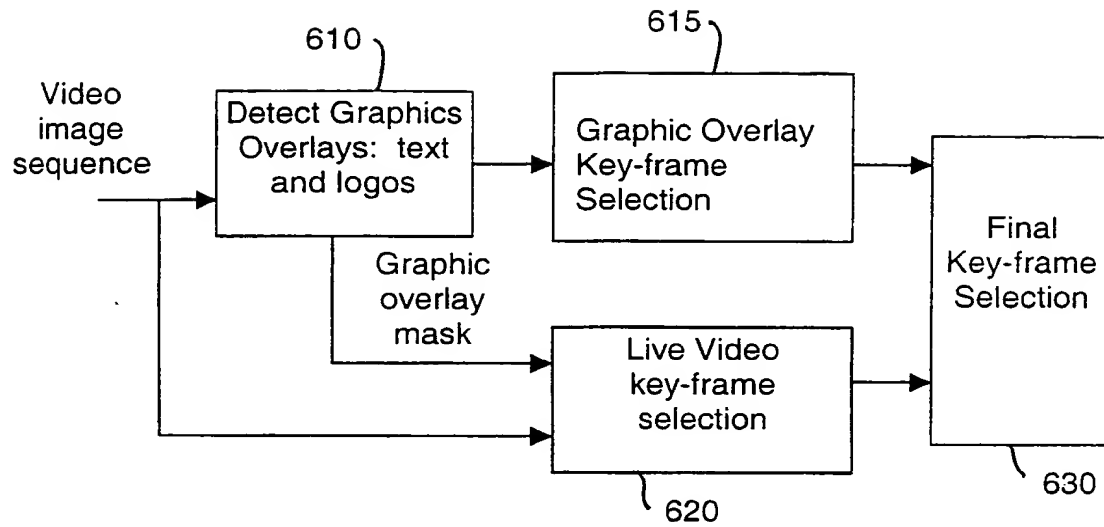 610
615
Video
image
sequence
Detect Graphics
Overlays: text
and logos
Graphic Overlay
Key-frame
Selection
Final
Key-frame
Selection
Graphic
overlay
mask
Live Video
key-frame
selection
620
630